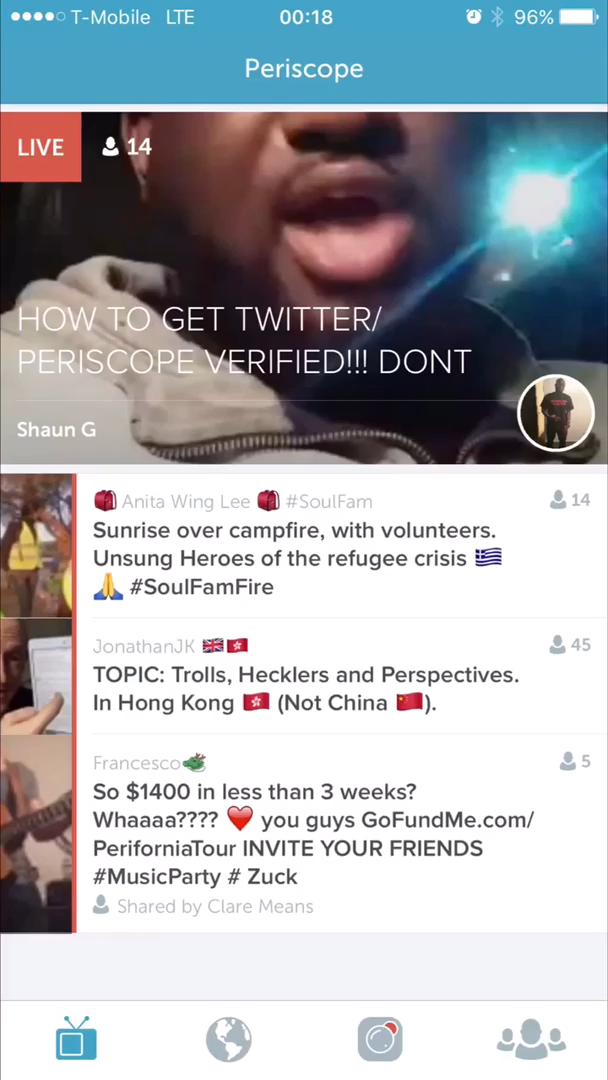 T-Mobile LTE 00:18 96%
Periscope
LIVE 14
HOW TO GET TWITTER/
PERISCOPE VERIFIED!!! DONT
Shaun G
Anita Wing Lee #SoulFam 14
Sunrise over campfire, with volunteers.
Unsung Heroes of the refugee crisis 🇬🇷
🙏 #SoulFamFire
JonathanJK 🇬🇧🇭🇰 45
TOPIC: Trolls, Hecklers and Perspectives.
In Hong Kong 🇭🇰 (Not China 🇨🇳).
Francesco🐲 5
So $1400 in less than 3 weeks?
Whaaaa???? ❤️ you guys GoFundMe.com/
PeriforniaTour INVITE YOUR FRIENDS
#MusicParty # Zuck
Shared by Clare Means